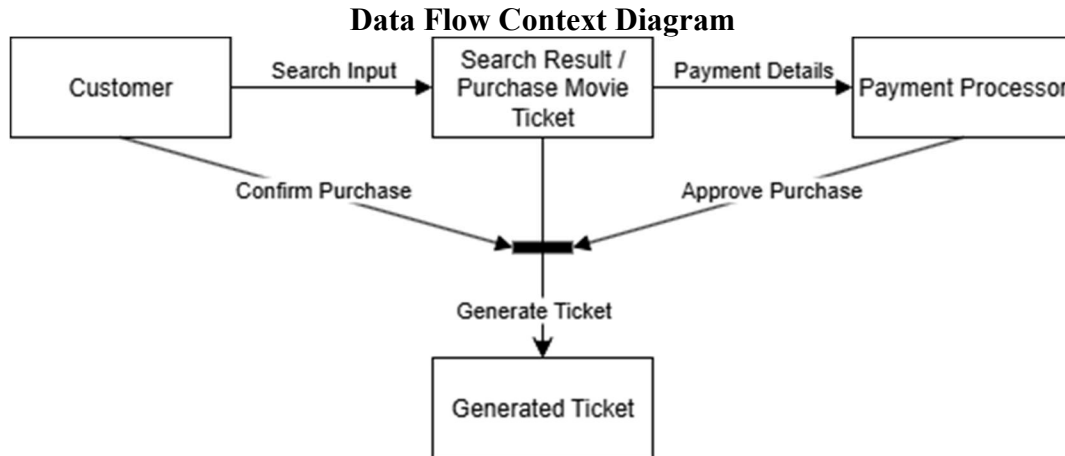 Data Flow Context Diagram
Customer
Search Input
Search Result /
Purchase Movie
Ticket
Payment Details
Payment Processor
Confirm Purchase
Approve Purchase
Generate Ticket
Generated Ticket